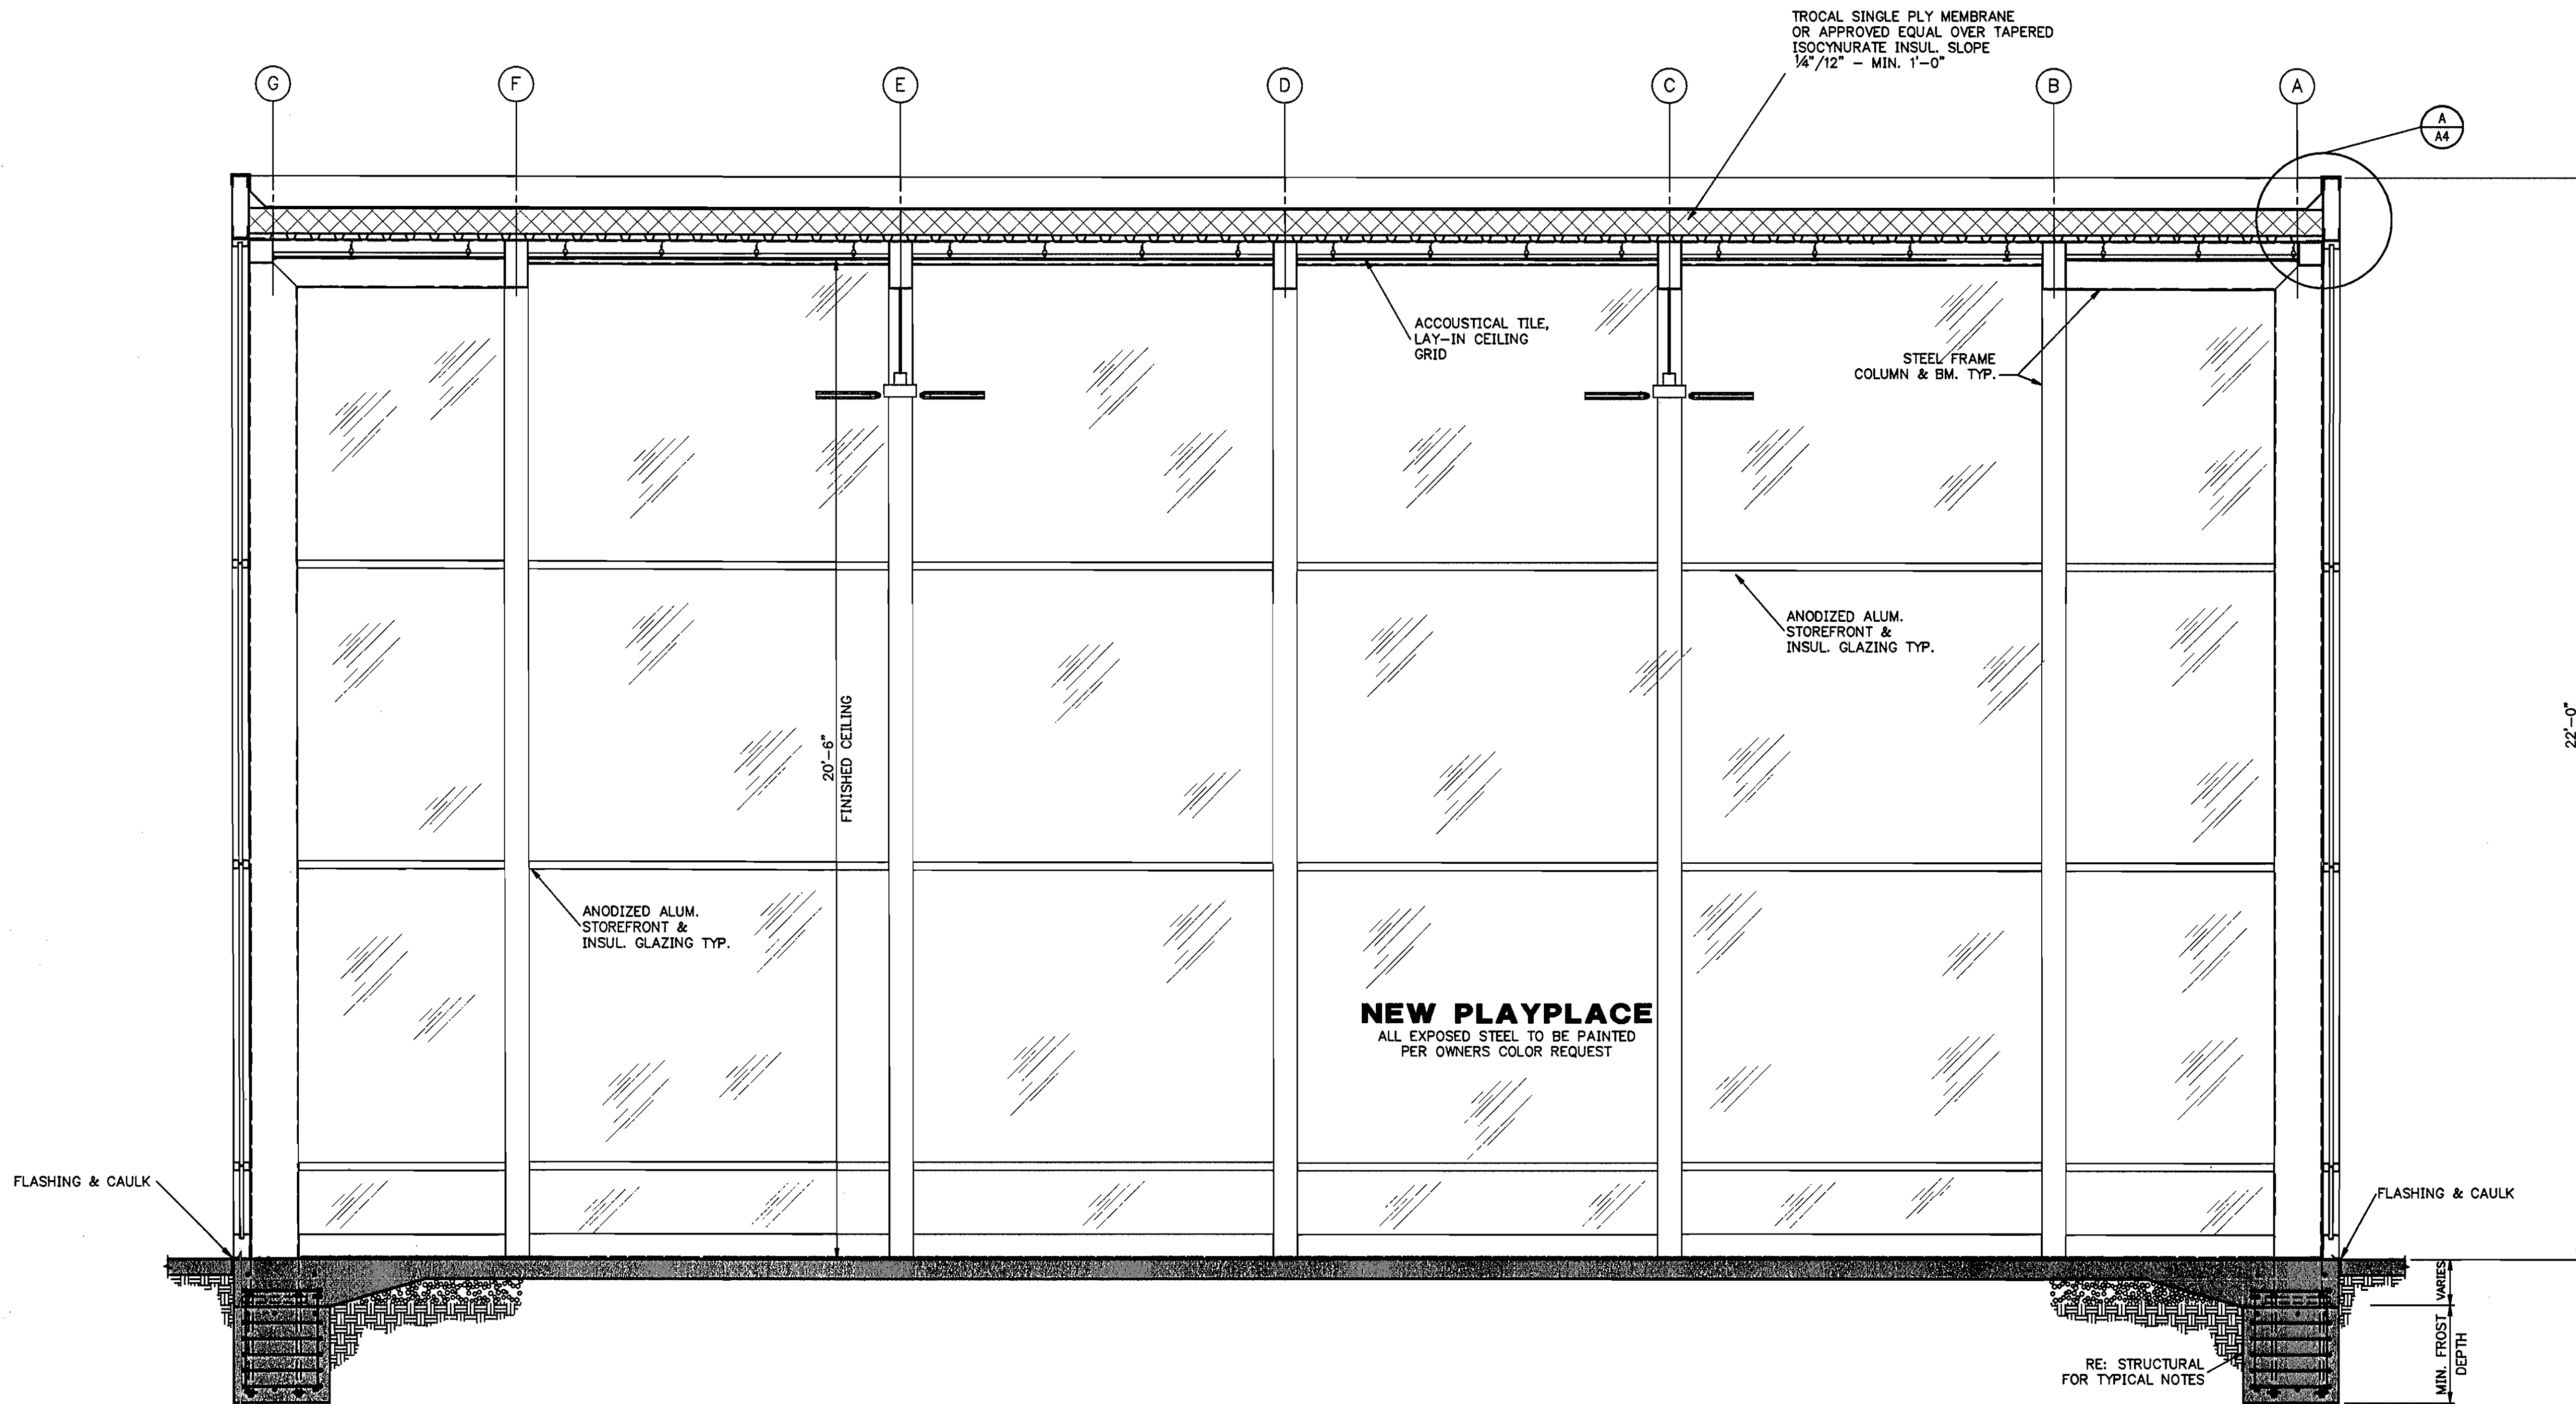 TROCAL SINGLE PLY MEMBRANE
OR APPROVED EQUAL OVER TAPERED
ISOCYNURATE INSUL. SLOPE
1/4"/12" – MIN. 1'-0"
G
F
E
D
C
B
A
A
A4
ACCOUSTICAL TILE,
LAY-IN CEILING
GRID
STEEL FRAME
COLUMN & BM. TYP.
ANODIZED ALUM.
STOREFRONT &
INSUL. GLAZING TYP.
20'-6"
FINISHED CEILING
22'-0"
ANODIZED ALUM.
STOREFRONT &
INSUL. GLAZING TYP.
NEW PLAYPLACE
ALL EXPOSED STEEL TO BE PAINTED
PER OWNERS COLOR REQUEST
FLASHING & CAULK
FLASHING & CAULK
VARIES
MIN. FROST
DEPTH
RE: STRUCTURAL
FOR TYPICAL NOTES